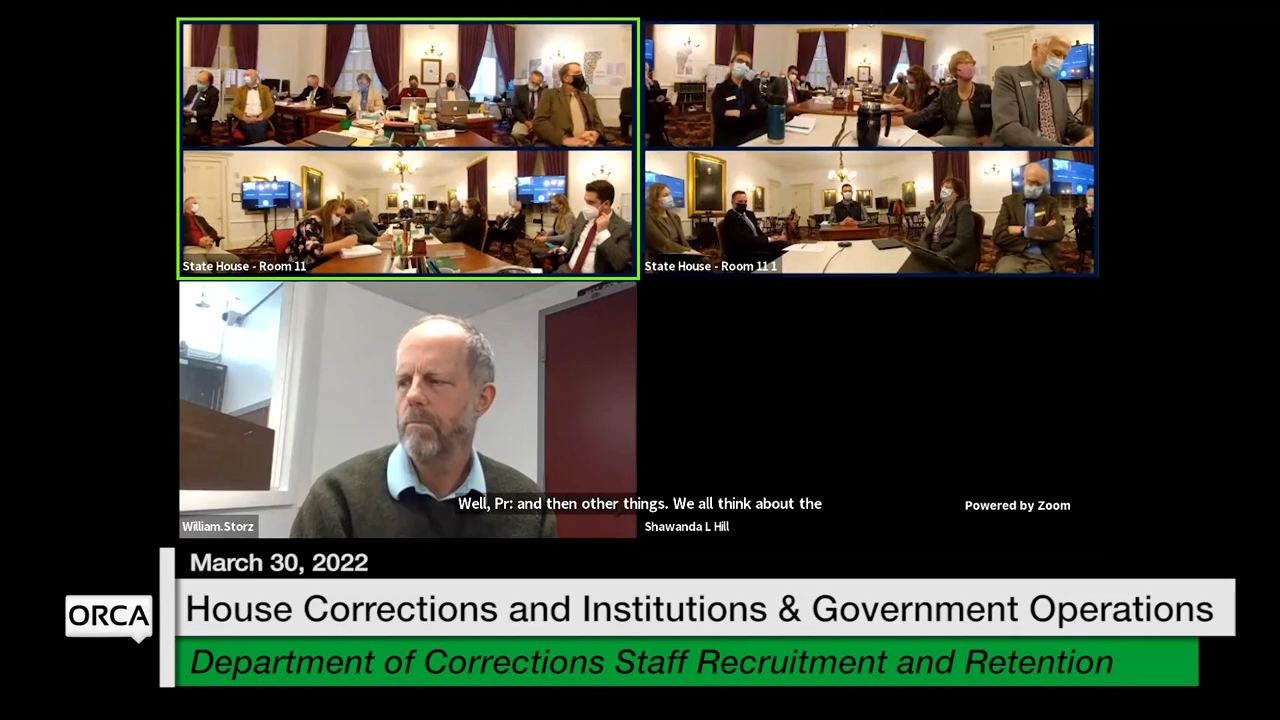 State House - Room 11
State House - Room 11 1
Well, Pr: and then other things. We all think about the
Powered by Zoom
William.Storz
Shawanda L Hill
March 30, 2022
ORCA
House Corrections and Institutions & Government Operations
Department of Corrections Staff Recruitment and Retention